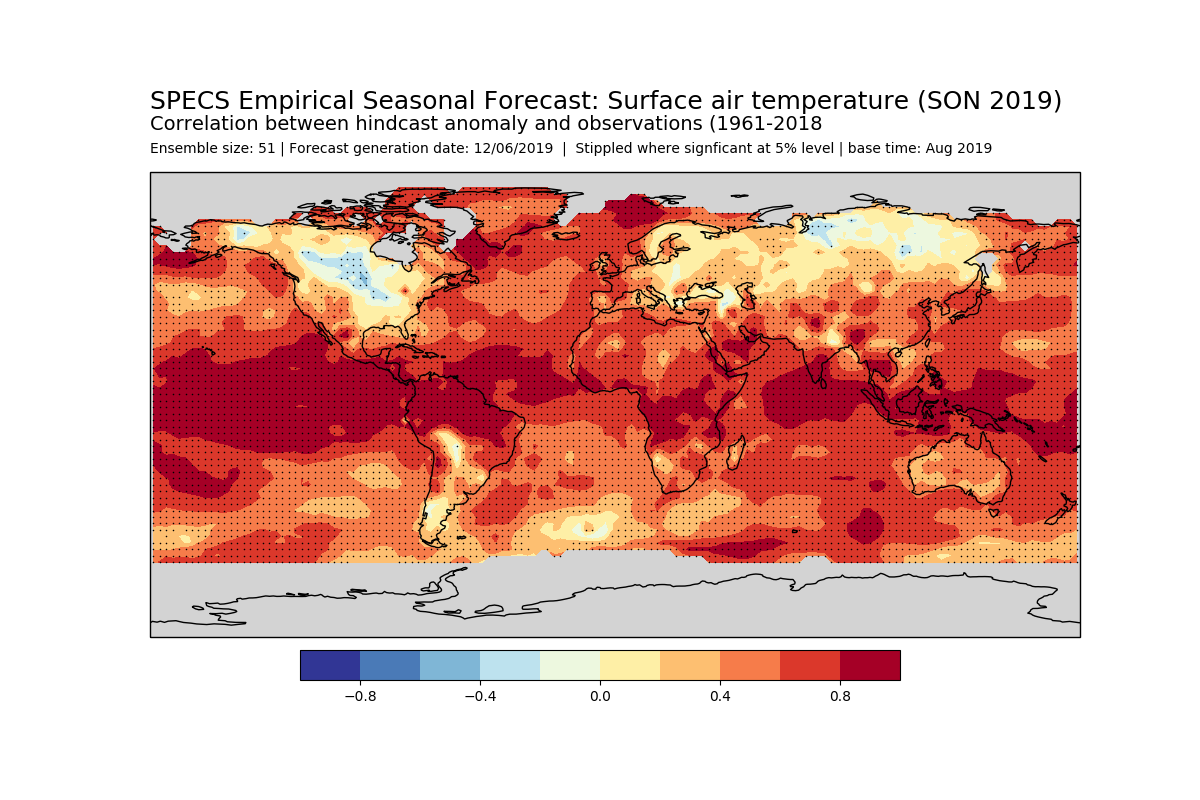 SPECS Empirical Seasonal Forecast: Surface air temperature (SON 2019)
Correlation between hindcast anomaly and observations (1961-2018
Ensemble size: 51 | Forecast generation date: 12/06/2019  |  Stippled where signficant at 5% level | base time: Aug 2019
−0.8 −0.4 0.0 0.4 0.8